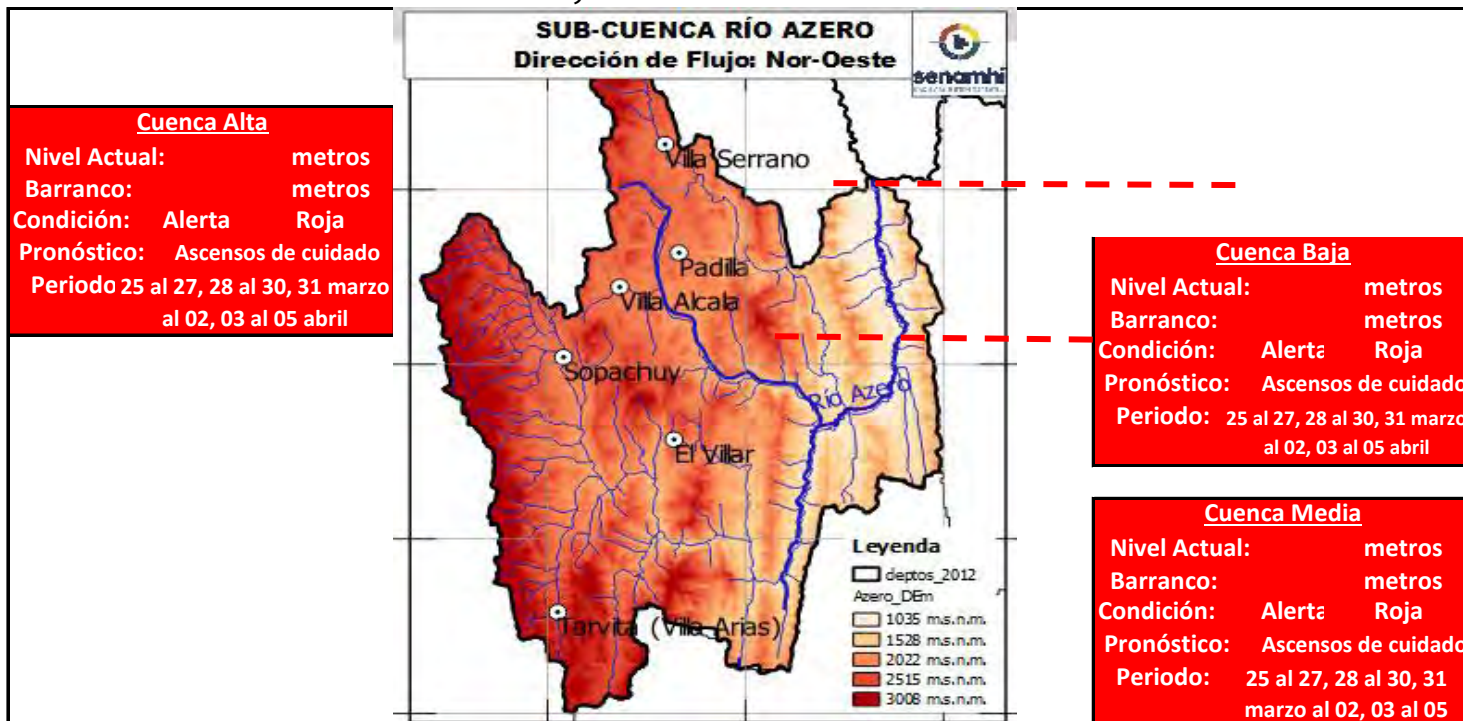 SUB-CUENCA RÍO AZERO
Dirección de Flujo: Nor-Oeste
senamhi
Cuenca Alta
Nivel Actual: metros
Barranco: metros
Condición: Alerta Roja
Pronóstico: Ascensos de cuidado
Periodo 25 al 27, 28 al 30, 31 marzo
al 02, 03 al 05 abril
Villa Serrano
Padilla
Villa Alcala
Sopachuy
Río Azero
El Villar
Tarvita (Villa Arias)
Leyenda
deptos_2012
Azero_DEm
1035 m.s.n.m.
1528 m.s.n.m.
2022 m.s.n.m.
2515 m.s.n.m.
3008 m.s.n.m.
Cuenca Baja
Nivel Actual: metros
Barranco: metros
Condición: Alerta Roja
Pronóstico: Ascensos de cuidado
Periodo: 25 al 27, 28 al 30, 31 marzo
al 02, 03 al 05 abril
Cuenca Media
Nivel Actual: metros
Barranco: metros
Condición: Alerta Roja
Pronóstico: Ascensos de cuidado
Periodo: 25 al 27, 28 al 30, 31
marzo al 02, 03 al 05